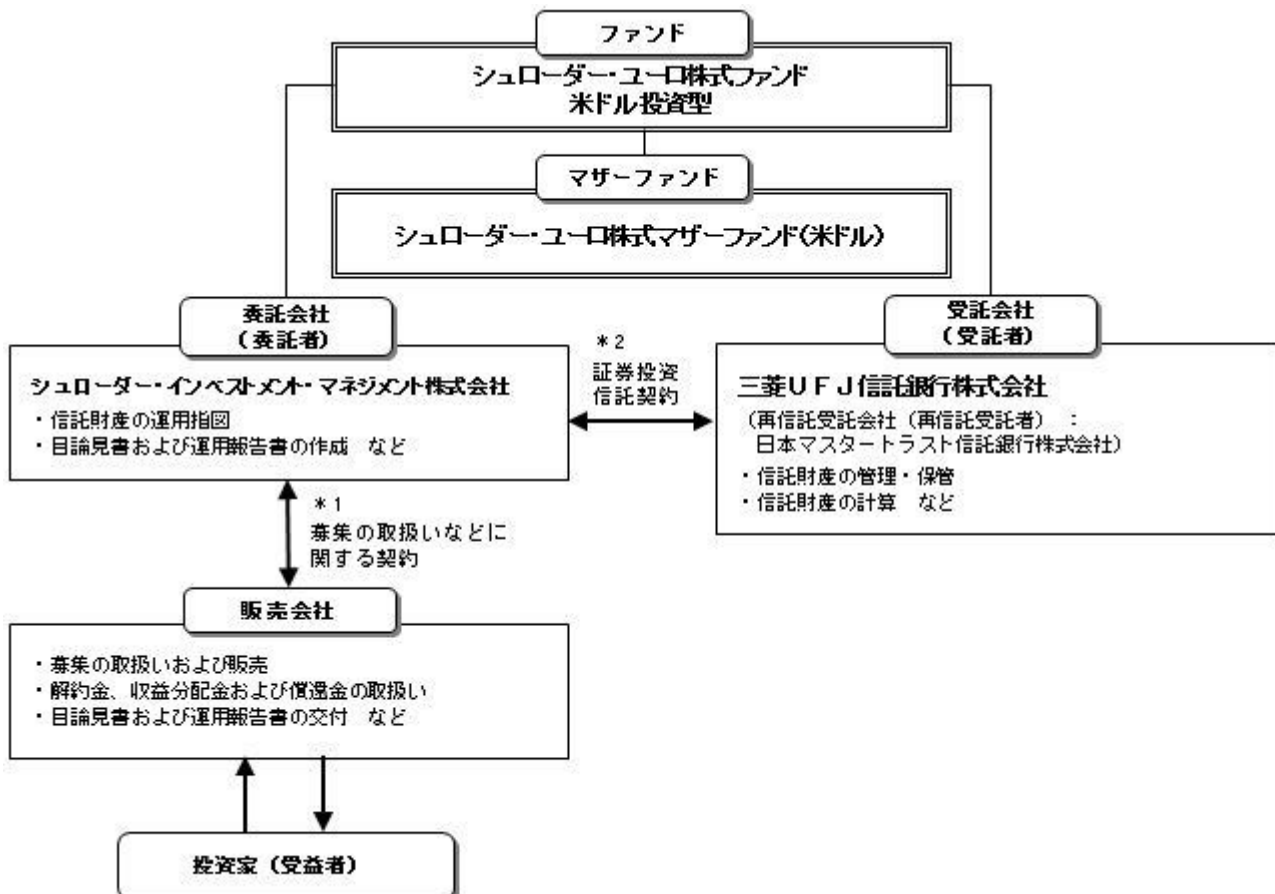 ファンド
シュローダー・ユーロ株式ファンド
米ドル投資型
マザーファンド
シュローダー・ユーロ株式マザーファンド(米ドル)
委託会社
(委託者)
シュローダー・インベストメント・マネジメント株式会社
・信託財産の運用指図
・目論見書および運用報告書の作成 など
*2
証券投資
信託契約
受託会社
(受託者)
三菱UFJ信託銀行株式会社
(再信託受託会社(再信託受託者) :
日本マスタートラスト信託銀行株式会社)
・信託財産の管理・保管
・信託財産の計算 など
*1
募集の取扱いなどに
関する契約
販売会社
・募集の取扱いおよび販売
・解約金、収益分配金および償還金の取扱い
・目論見書および運用報告書の交付 など
投資家(受益者)